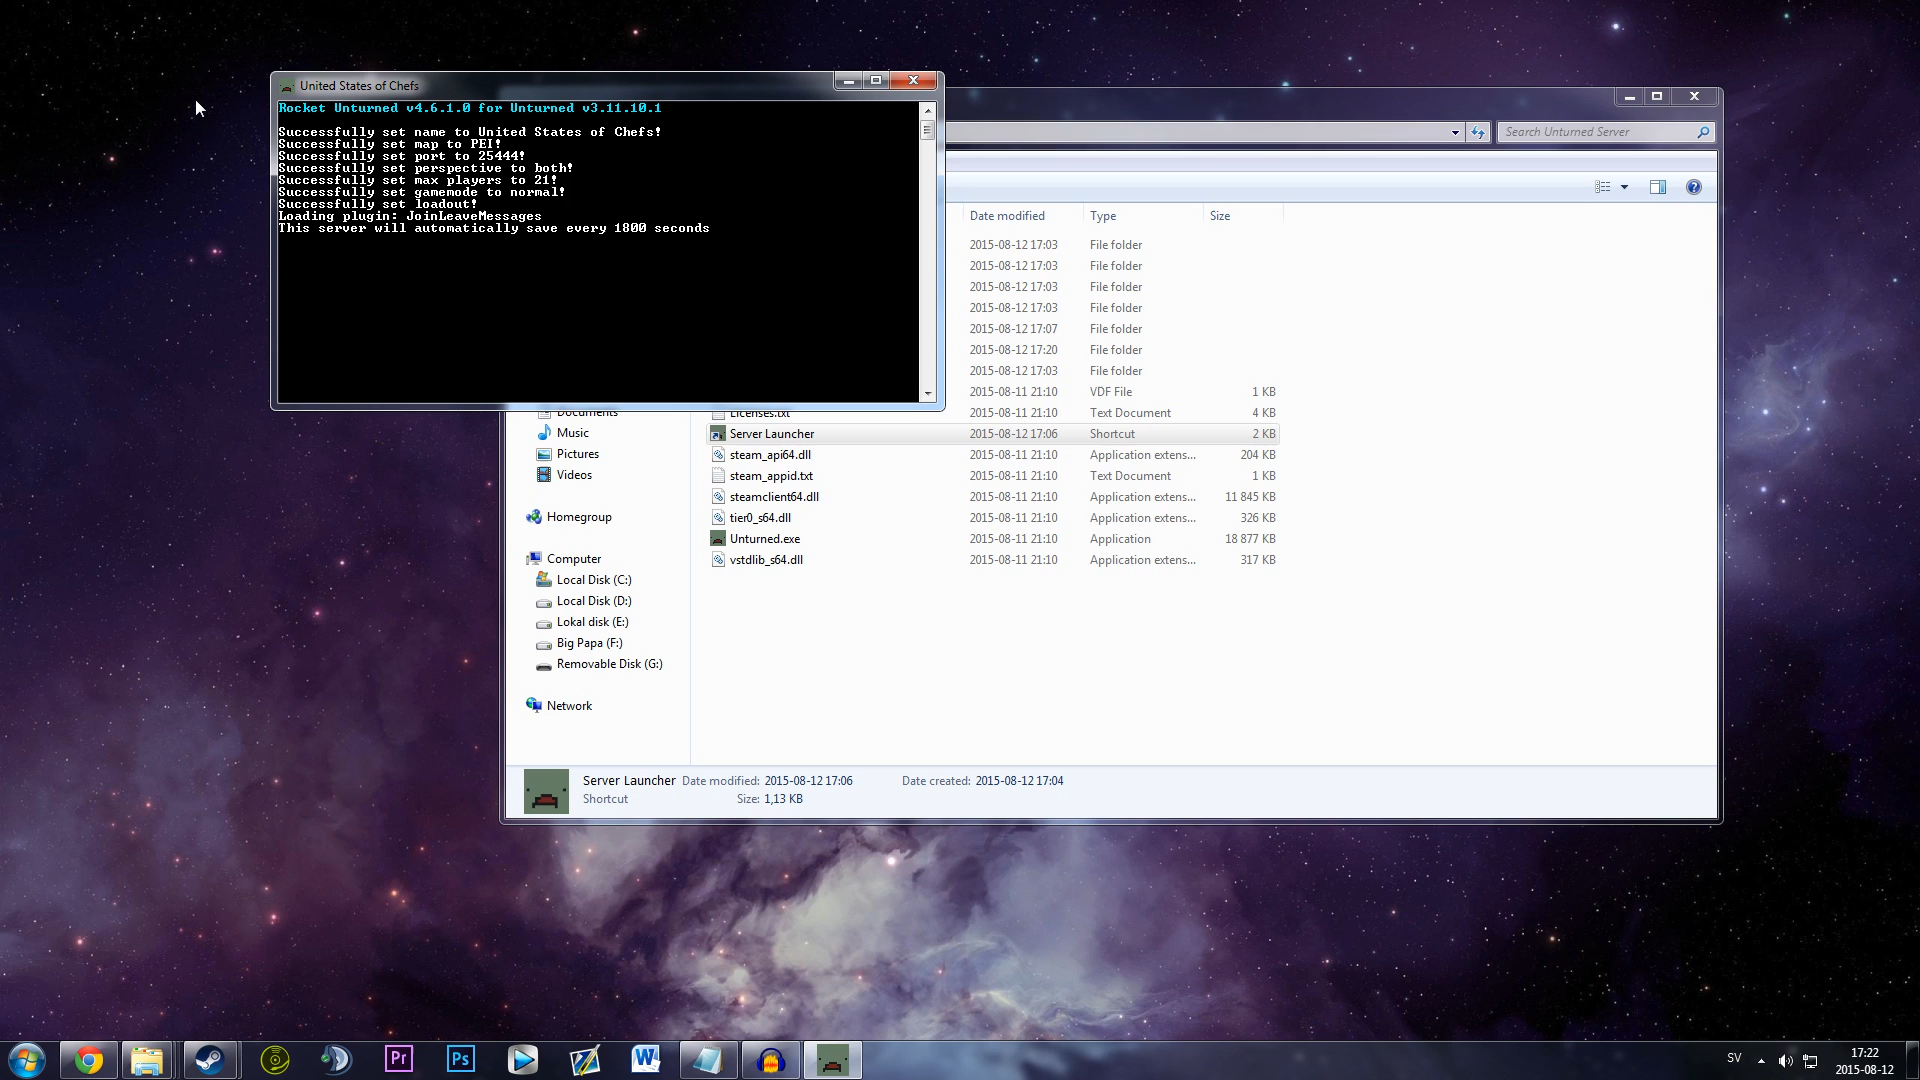 United States of Chefs
Rocket Unturned v4.6.1.0 for Unturned v3.11.10.1
Successfully set name to United States of Chefs!
Successfully set map to PEI!
Successfully set port to 25444!
Successfully set perspective to both!
Successfully set max players to 21!
Successfully set gamemode to normal!
Successfully set loadout!
Loading plugin: JoinLeaveMessages
This server will automatically save every 1800 seconds
Search Unturned Server
Date modified Type Size
2015-08-12 17:03 File folder
2015-08-12 17:03 File folder
2015-08-12 17:03 File folder
2015-08-12 17:03 File folder
2015-08-12 17:07 File folder
2015-08-12 17:20 File folder
2015-08-12 17:03 File folder
2015-08-11 21:10 VDF File 1 KB
Licenses.txt 2015-08-11 21:10 Text Document 4 KB
Server Launcher 2015-08-12 17:06 Shortcut 2 KB
steam_api64.dll 2015-08-11 21:10 Application extens... 204 KB
steam_appid.txt 2015-08-11 21:10 Text Document 1 KB
steamclient64.dll 2015-08-11 21:10 Application extens... 11 845 KB
tier0_s64.dll 2015-08-11 21:10 Application extens... 326 KB
Unturned.exe 2015-08-11 21:10 Application 18 877 KB
vstdlib_s64.dll 2015-08-11 21:10 Application extens... 317 KB
Documents
Music
Pictures
Videos
Homegroup
Computer
Local Disk (C:)
Local Disk (D:)
Lokal disk (E:)
Big Papa (F:)
Removable Disk (G:)
Network
Server Launcher Date modified: 2015-08-12 17:06 Date created: 2015-08-12 17:04
Shortcut Size: 1,13 KB
Pr
Ps
W
SV
17:22
2015-08-12